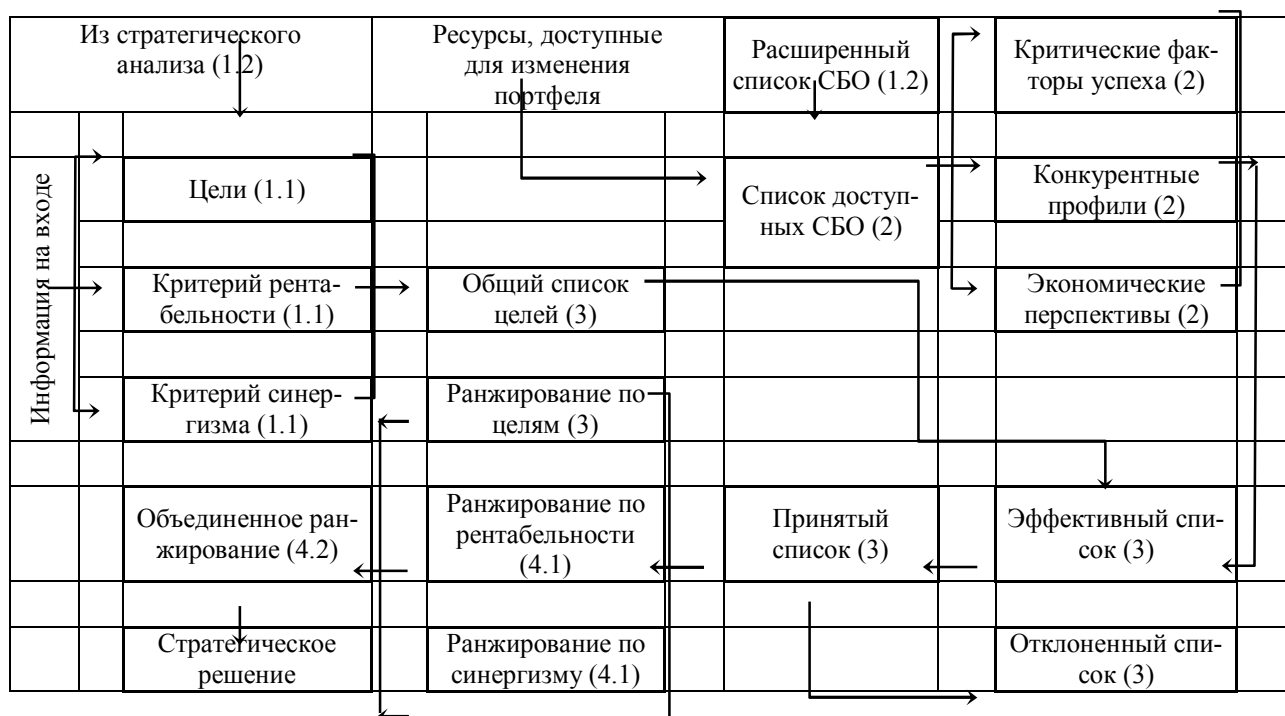 Из стратегического
анализа (1.2)
Ресурсы, доступные
для изменения
портфеля
Расширенный
список СБО (1.2)
Критические фак-
торы успеха (2)
Информация на входе
Цели (1.1)
Список доступ-
ных СБО (2)
Конкурентные
профили (2)
Критерий рента-
бельности (1.1)
Общий список
целей (3)
Экономические
перспективы (2)
Критерий синер-
гизма (1.1)
Ранжирование по
целям (3)
Объединенное ран-
жирование (4.2)
Ранжирование по
рентабельности
(4.1)
Принятый
список (3)
Эффективный спи-
сок (3)
Стратегическое
решение
Ранжирование по
синергизму (4.1)
Отклоненный спи-
сок (3)